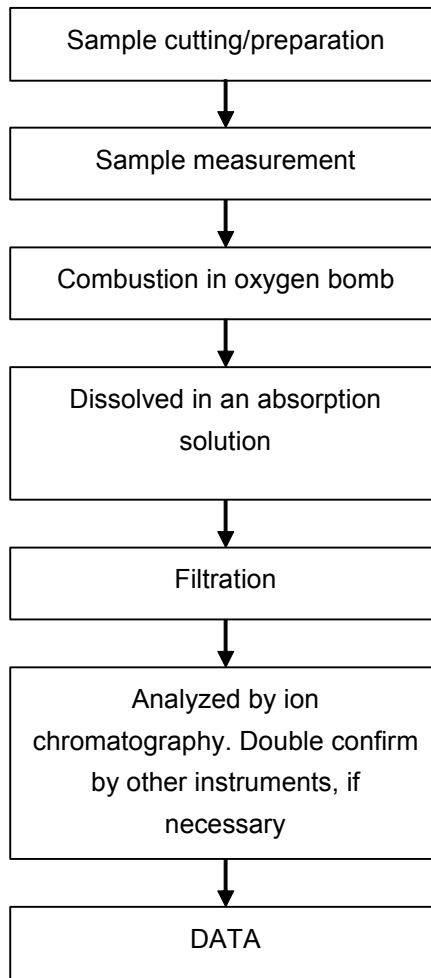 Sample cutting/preparation
Sample measurement
Combustion in oxygen bomb
Dissolved in an absorption
solution
Filtration
Analyzed by ion
chromatography. Double confirm
by other instruments, if
necessary
DATA